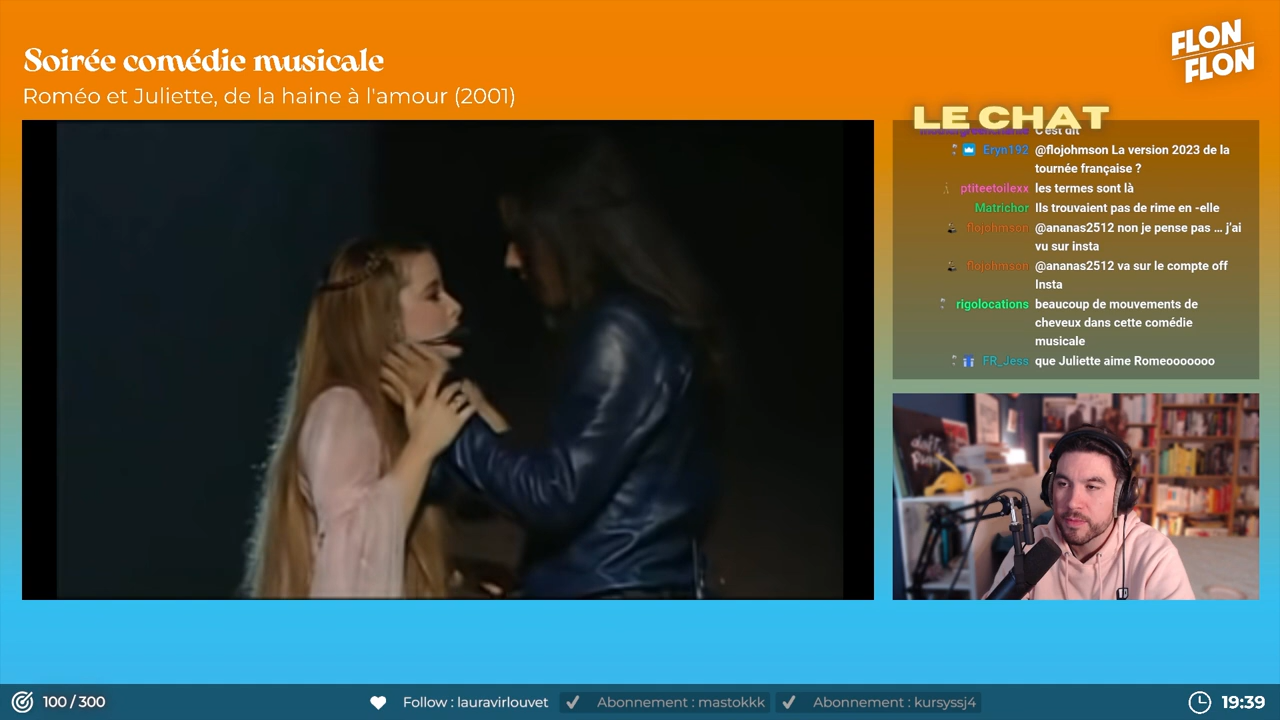 Soirée comédie musicale
Roméo et Juliette, de la haine à l'amour (2001)
FLON
FLON
LE CHAT
C'est dit
Eryn192 @flojohmson La version 2023 de la
tournée française ?
ptiteetoilexx les termes sont là
Matrichor Ils trouvaient pas de rime en -elle
flojohmson @ananas2512 non je pense pas … j'ai
vu sur insta
flojohmson @ananas2512 va sur le compte off
Insta
rigolocations beaucoup de mouvements de
cheveux dans cette comédie
musicale
FR_Jess que Juliette aime Romeooooooo
100 / 300
Follow : lauravirlouvet
Abonnement : mastokkk
Abonnement : kursyssj4
19:39